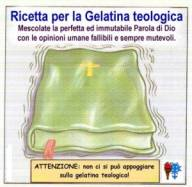 Ricetta per la Gelatina teologica
Mescolate la perfetta ed immutabile Parola di Dio
con le opinioni umane fallibili e sempre mutevoli.
ATTENZIONE: non ci si può appoggiare
sulla gelatina teologica!